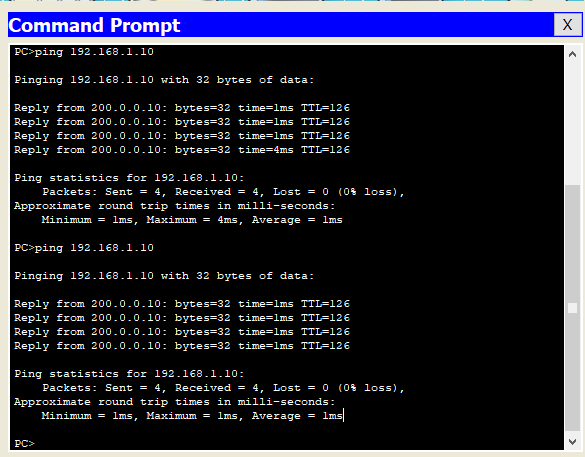 Command Prompt
X
PC>ping 192.168.1.10
Pinging 192.168.1.10 with 32 bytes of data:
Reply from 200.0.0.10: bytes=32 time=1ms TTL=126
Reply from 200.0.0.10: bytes=32 time=1ms TTL=126
Reply from 200.0.0.10: bytes=32 time=1ms TTL=126
Reply from 200.0.0.10: bytes=32 time=4ms TTL=126
Ping statistics for 192.168.1.10:
Packets: Sent = 4, Received = 4, Lost = 0 (0% loss),
Approximate round trip times in milli-seconds:
Minimum = 1ms, Maximum = 4ms, Average = 1ms
PC>ping 192.168.1.10
Pinging 192.168.1.10 with 32 bytes of data:
Reply from 200.0.0.10: bytes=32 time=1ms TTL=126
Reply from 200.0.0.10: bytes=32 time=1ms TTL=126
Reply from 200.0.0.10: bytes=32 time=1ms TTL=126
Reply from 200.0.0.10: bytes=32 time=1ms TTL=126
Ping statistics for 192.168.1.10:
Packets: Sent = 4, Received = 4, Lost = 0 (0% loss),
Approximate round trip times in milli-seconds:
Minimum = 1ms, Maximum = 1ms, Average = 1ms
PC>